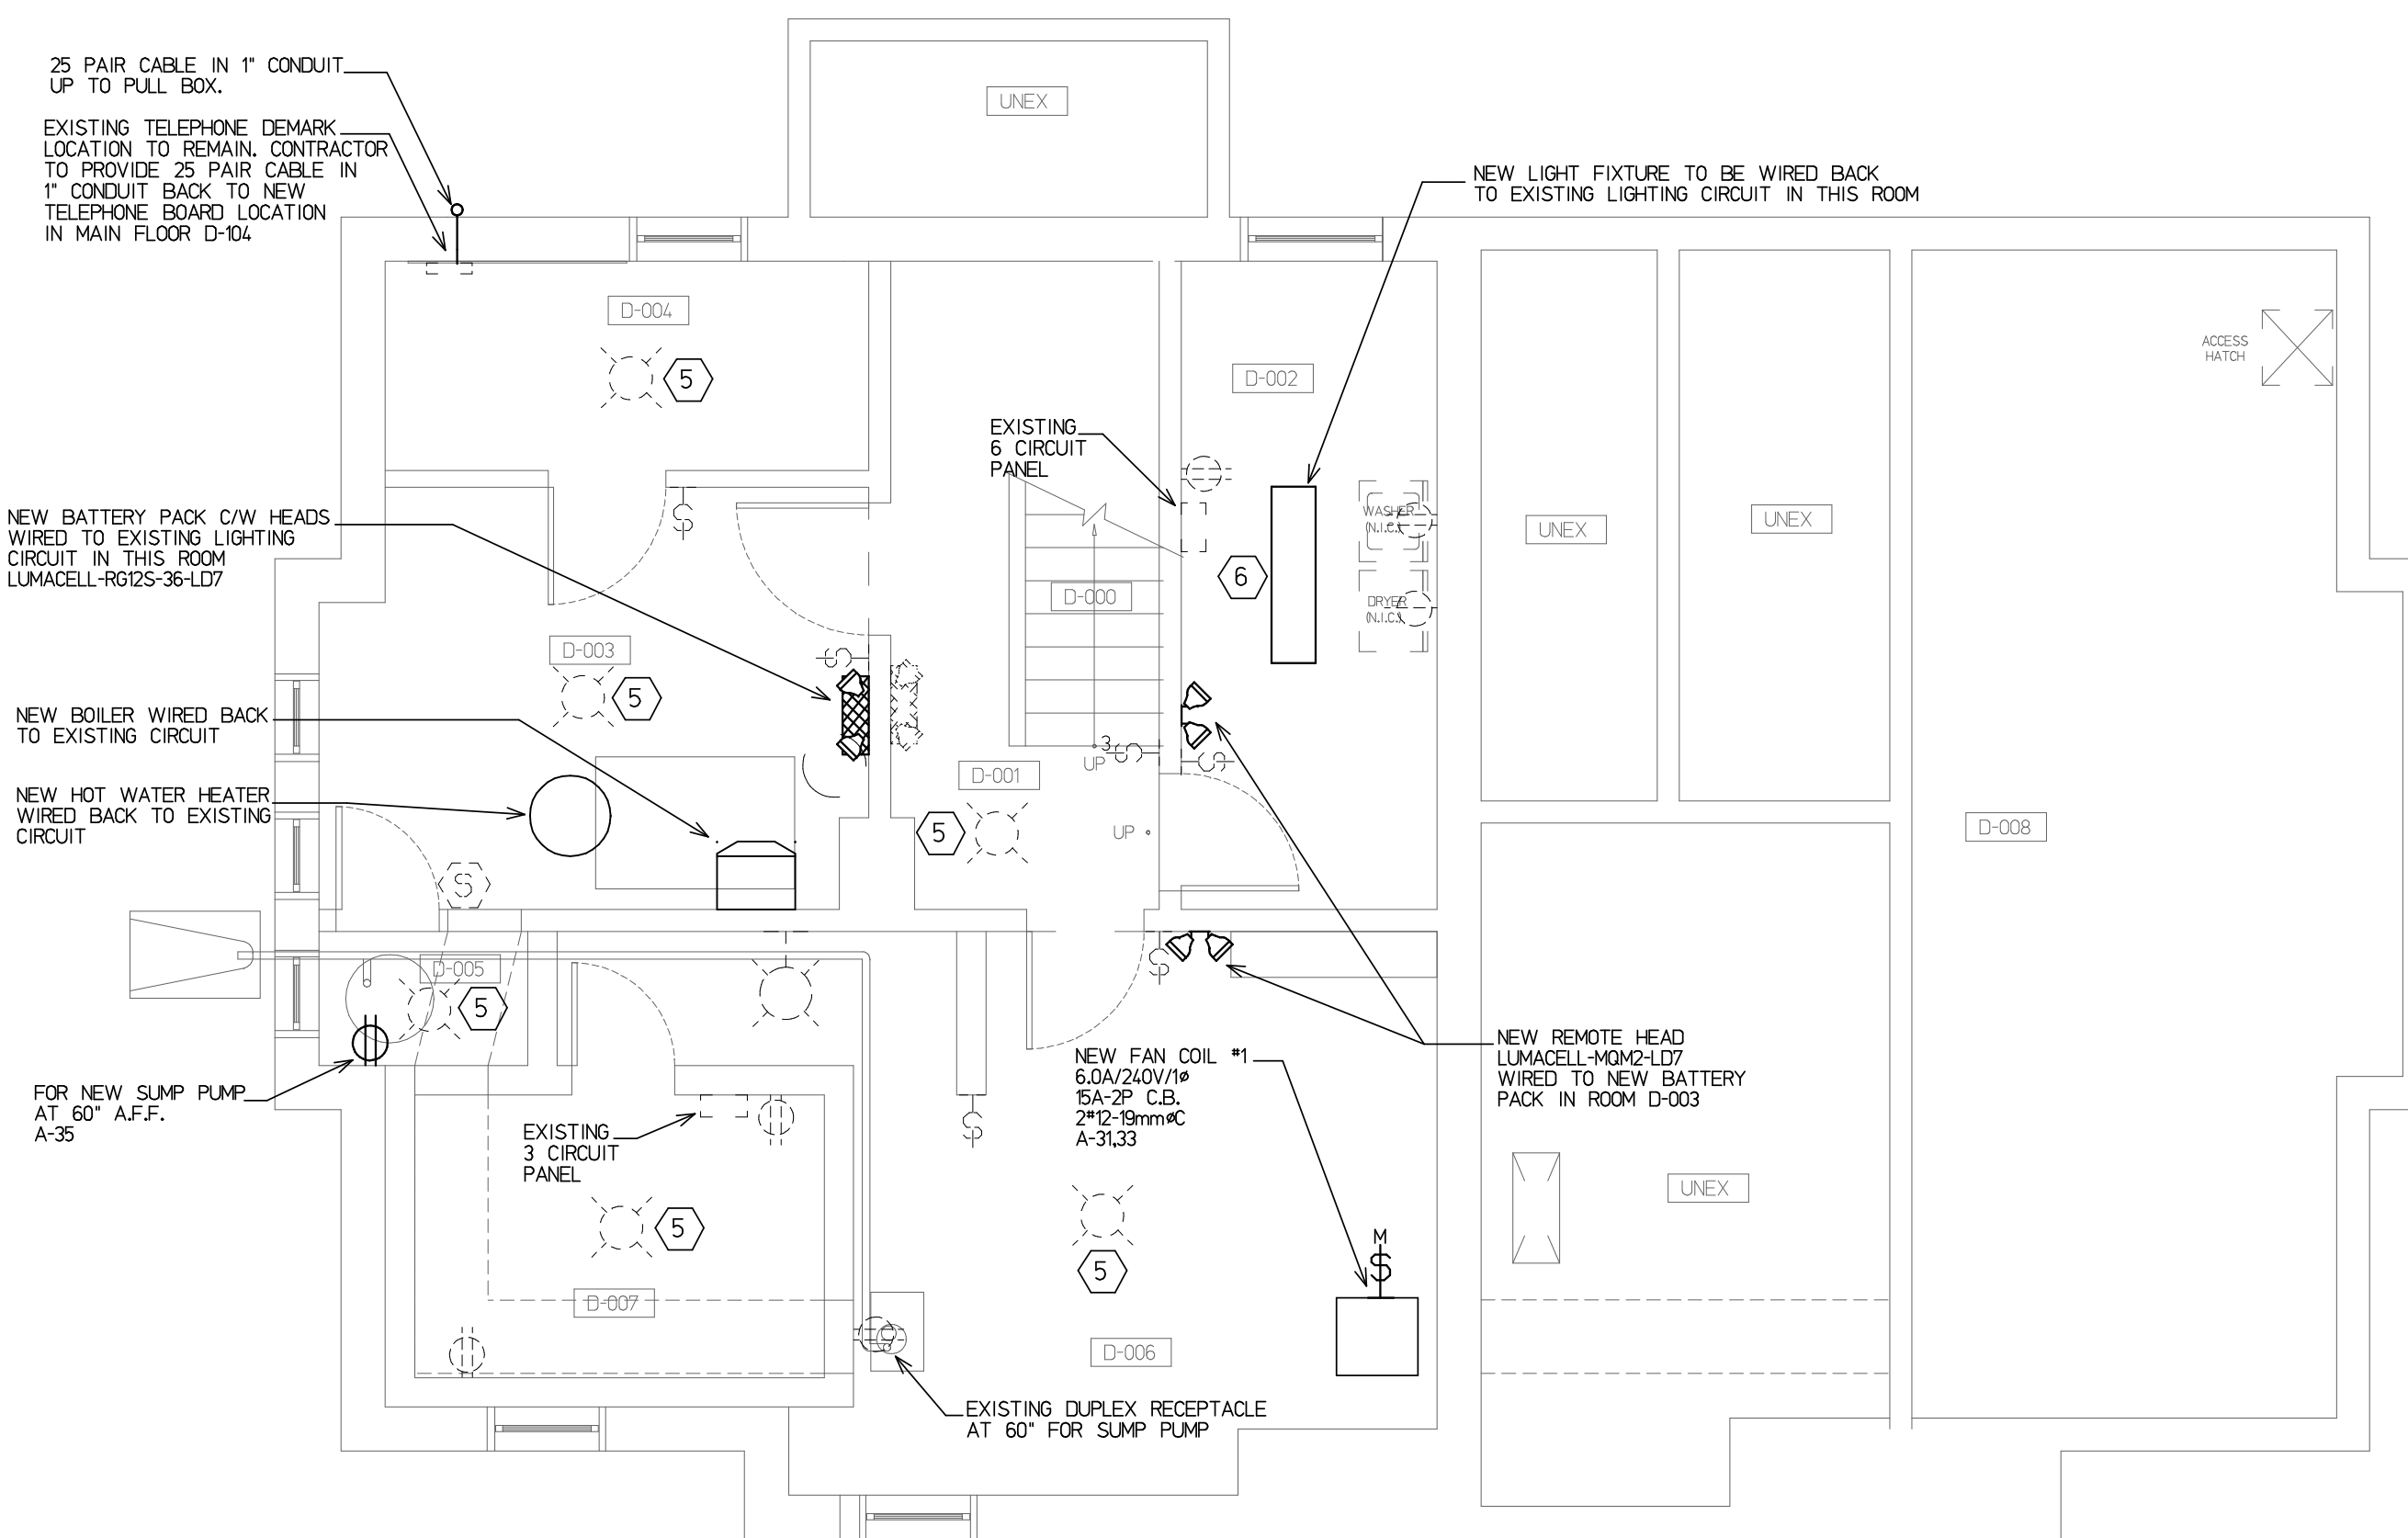 25 PAIR CABLE IN 1" CONDUIT
UP TO PULL BOX.
EXISTING TELEPHONE DEMARK
LOCATION TO REMAIN. CONTRACTOR
TO PROVIDE 25 PAIR CABLE IN
1" CONDUIT BACK TO NEW
TELEPHONE BOARD LOCATION
IN MAIN FLOOR D-104
UNEX
NEW LIGHT FIXTURE TO BE WIRED BACK
TO EXISTING LIGHTING CIRCUIT IN THIS ROOM
D-004
5
D-002
ACCESS
HATCH
EXISTING
6 CIRCUIT
PANEL
NEW BATTERY PACK C/W HEADS
WIRED TO EXISTING LIGHTING
CIRCUIT IN THIS ROOM
LUMACELL-RG12S-36-LD7
S
WASHER
(N.I.C.)
UNEX
UNEX
6
D-000
DRYER
(N.I.C.)
D-003
5
S
NEW BOILER WIRED BACK
TO EXISTING CIRCUIT
3
S
S
UP
D-001
NEW HOT WATER HEATER
WIRED BACK TO EXISTING
CIRCUIT
5
UP
D-008
S
D-005
5
S
FOR NEW SUMP PUMP
AT 60" A.F.F.
A-35
EXISTING
3 CIRCUIT
PANEL
S
NEW FAN COIL #1
6.0A/240V/1ø
15A-2P C.B.
2#12-19mmøC
A-31,33
NEW REMOTE HEAD
LUMACELL-MQM2-LD7
WIRED TO NEW BATTERY
PACK IN ROOM D-003
UNEX
5
5
M
S
D-007
D-006
EXISTING DUPLEX RECEPTACLE
AT 60" FOR SUMP PUMP